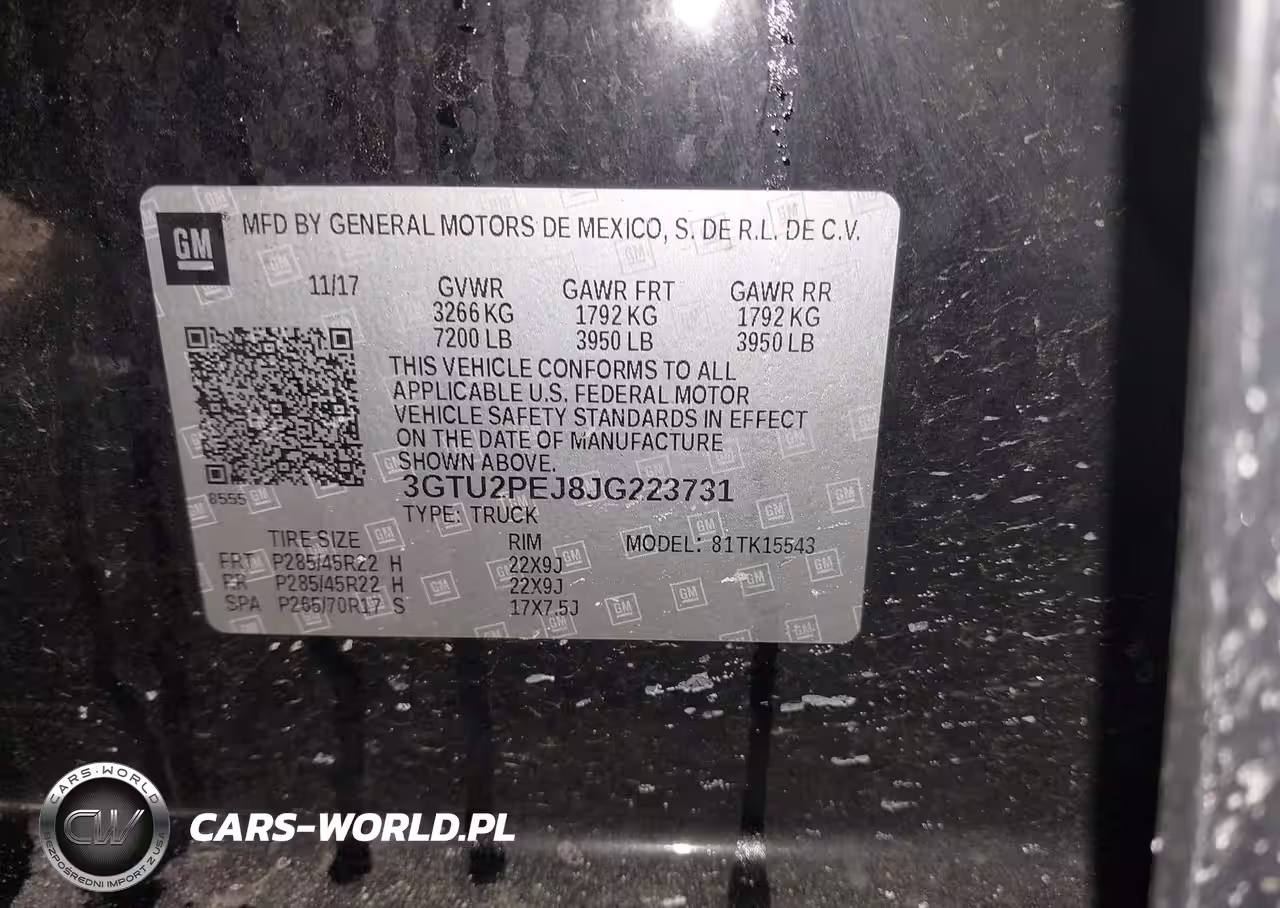 GM
MFD BY GENERAL MOTORS DE MEXICO, S. DE R.L. DE C.V.
11/17 GVWR GAWR FRT GAWR RR
3266 KG 1792 KG 1792 KG
7200 LB 3950 LB 3950 LB
THIS VEHICLE CONFORMS TO ALL
APPLICABLE U.S. FEDERAL MOTOR
VEHICLE SAFETY STANDARDS IN EFFECT
ON THE DATE OF MANUFACTURE
SHOWN ABOVE.
3GTU2PEJ8JG223731
8555
TYPE: TRUCK
TIRE SIZE RIM MODEL: 81TK15543
FRT P285/45R22 H 22X9J
RR P285/45R22 H 22X9J
SPA P265/70R17 S 17X7.5J
CARS-WORLD
CW
BEZPOŚREDNI IMPORT Z USA
CARS-WORLD.PL